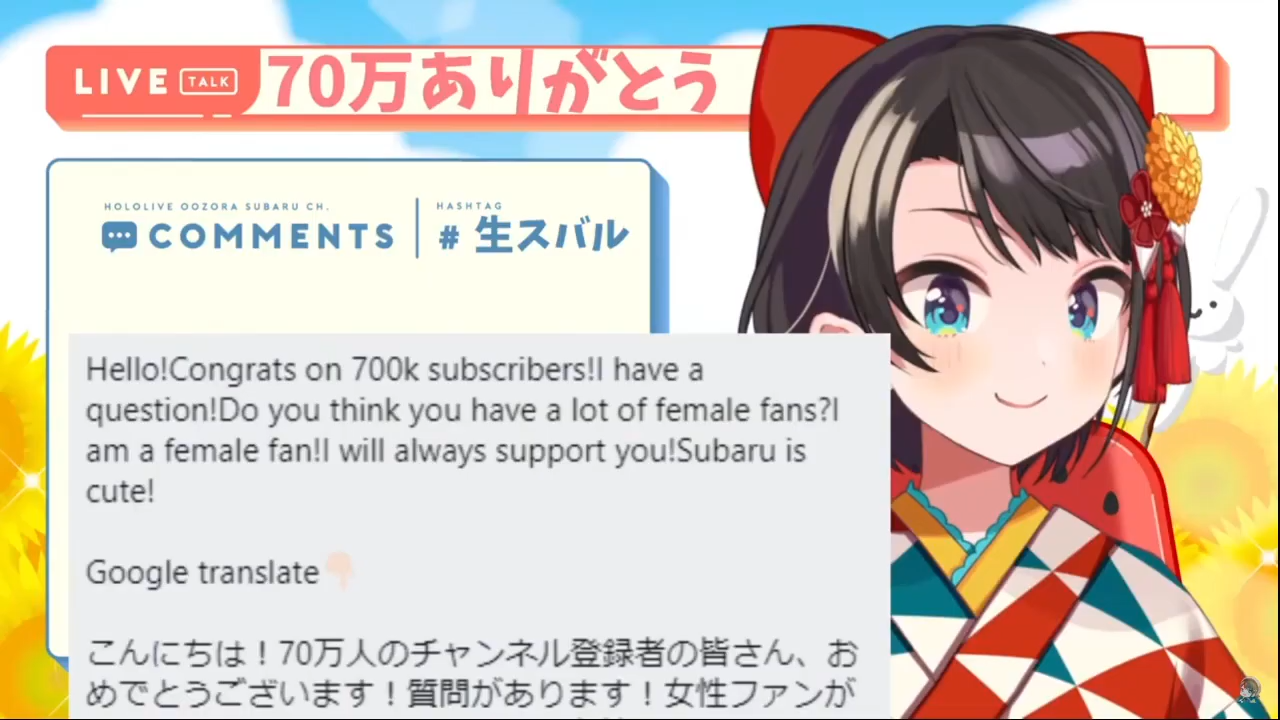 LIVE TALK 70万ありがとう
HOLOLIVE OOZORA SUBARU CH.
COMMENTS
HASHTAG
# 生スバル
Hello!Congrats on 700k subscribers!I have a
question!Do you think you have a lot of female fans?I
am a female fan!I will always support you!Subaru is
cute!
Google translate👇🏻
こんにちは！70万人のチャンネル登録者の皆さん、お
めでとうございます！質問があります！女性ファンが